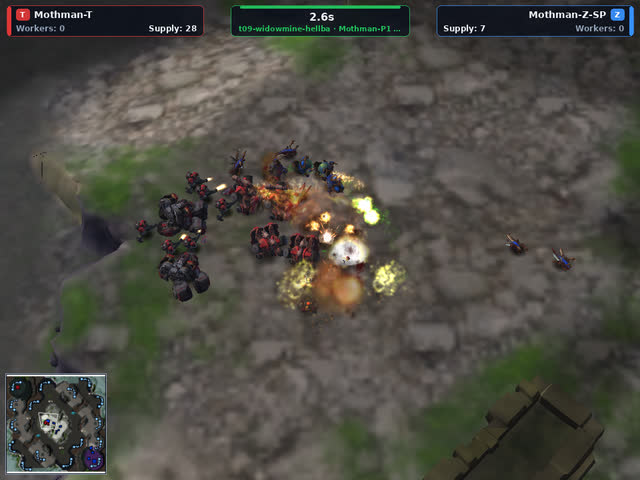 T Mothman-T
Workers: 0 Supply: 28
2.6s
t09-widowmine-hellba · Mothman-P1 ...
Mothman-Z-SP Z
Supply: 7 Workers: 0